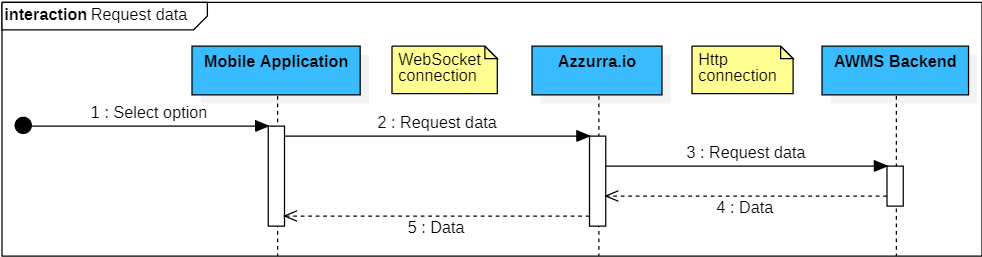 interaction Request data
Mobile Application
WebSocket
connection
Azzurra.io
Http
connection
AWMS Backend
1 : Select option
2 : Request data
3 : Request data
4 : Data
5 : Data